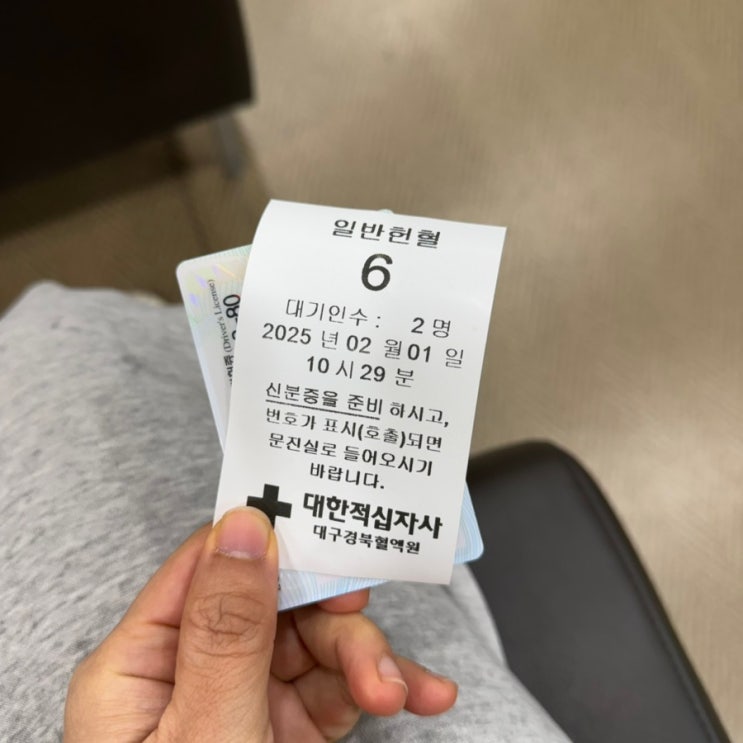 일반헌혈
6
대기인수 : 2 명
2025 년 02 월 01 일
10 시 29 분
신분증을 준비 하시고,
번호가 표시(호출)되면
문진실로 들어오시기
바랍니다.
대한적십자사
대구경북혈액원
(Driver's License)